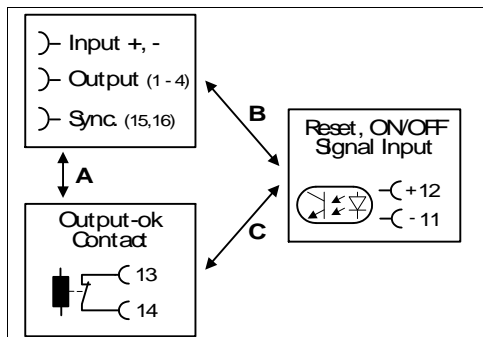 Input +, -
Output (1 - 4)
Sync. (15,16)
A
B
C
Reset, ON/OFF
Signal Input
+12
-11
Output-ok
Contact
13
14